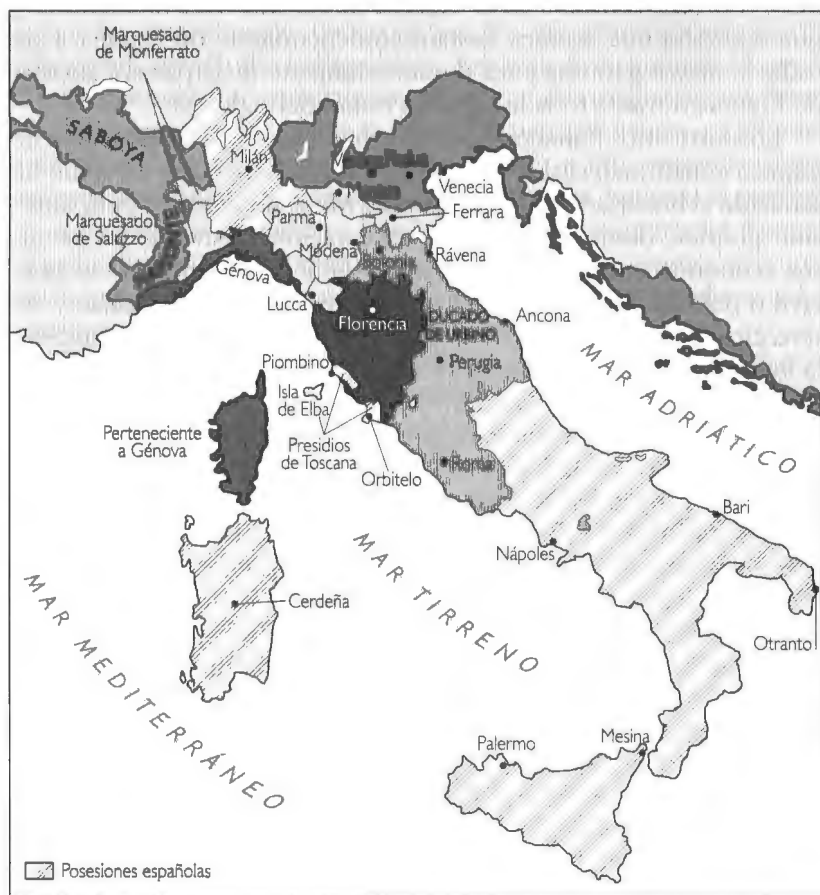 Marquesado
de Monferrato
SABOYA
Milán
Venecia
Ferrara
Parma
Marquesado
de Saluzzo
Módena
Rávena
Génova
Lucca
Florencia
DUCADO
DE URBINO
Ancona
Piombino
Perugia
Isla
de Elba
MAR ADRIÁTICO
Presidios
de Toscana
Perteneciente
a Génova
Orbitelo
Roma
Bari
Nápoles
MAR TIRRENO
Cerdeña
Otranto
MAR MEDITERRÁNEO
Palermo
Mesina
Posesiones españolas